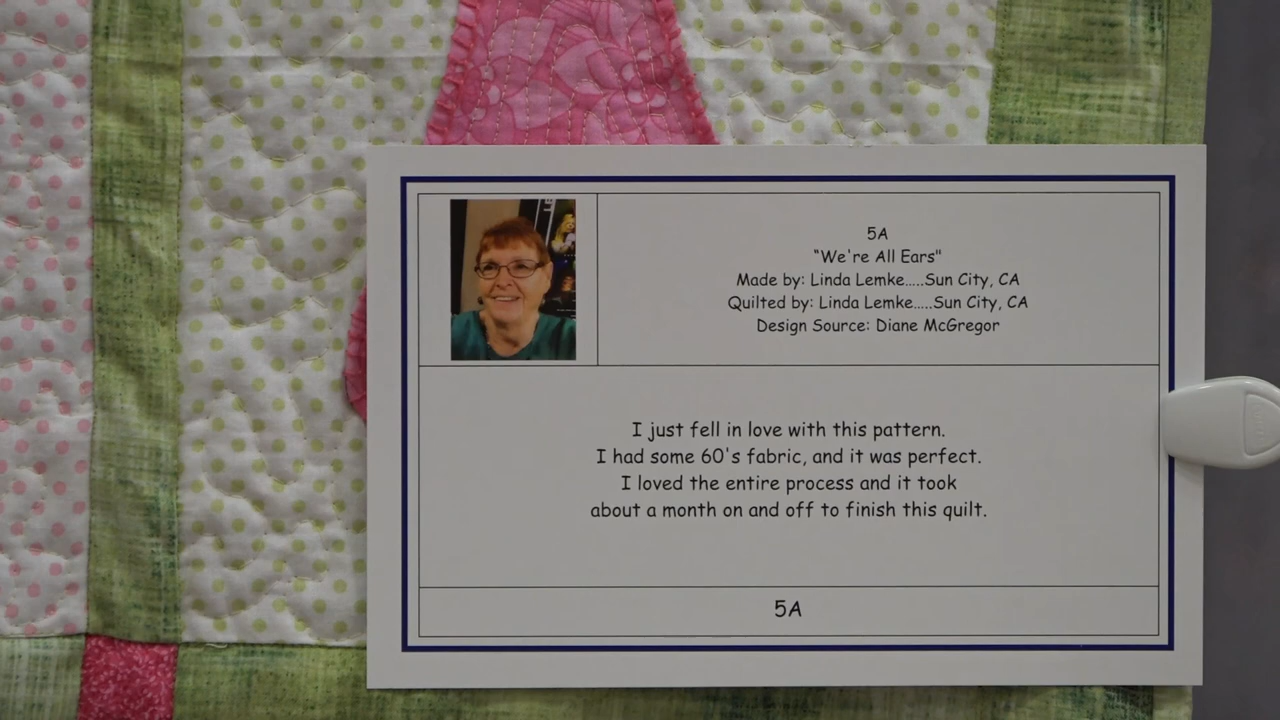 5A
"We're All Ears"
Made by: Linda Lemke.....Sun City, CA
Quilted by: Linda Lemke.....Sun City, CA
Design Source: Diane McGregor
I just fell in love with this pattern.
I had some 60's fabric, and it was perfect.
I loved the entire process and it took
about a month on and off to finish this quilt.
5A